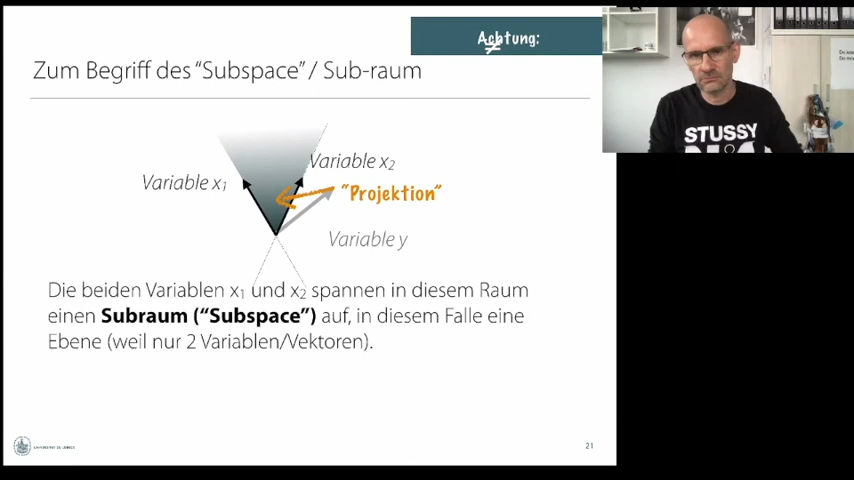 Achtung:
Zum Begriff des “Subspace” / Sub-raum
Variable x₂
Variable x₁
“Projektion”
Variable y
Die beiden Variablen x₁ und x₂ spannen in diesem Raum
einen Subraum (“Subspace”) auf, in diesem Falle eine
Ebene (weil nur 2 Variablen/Vektoren).
21
STUSSY